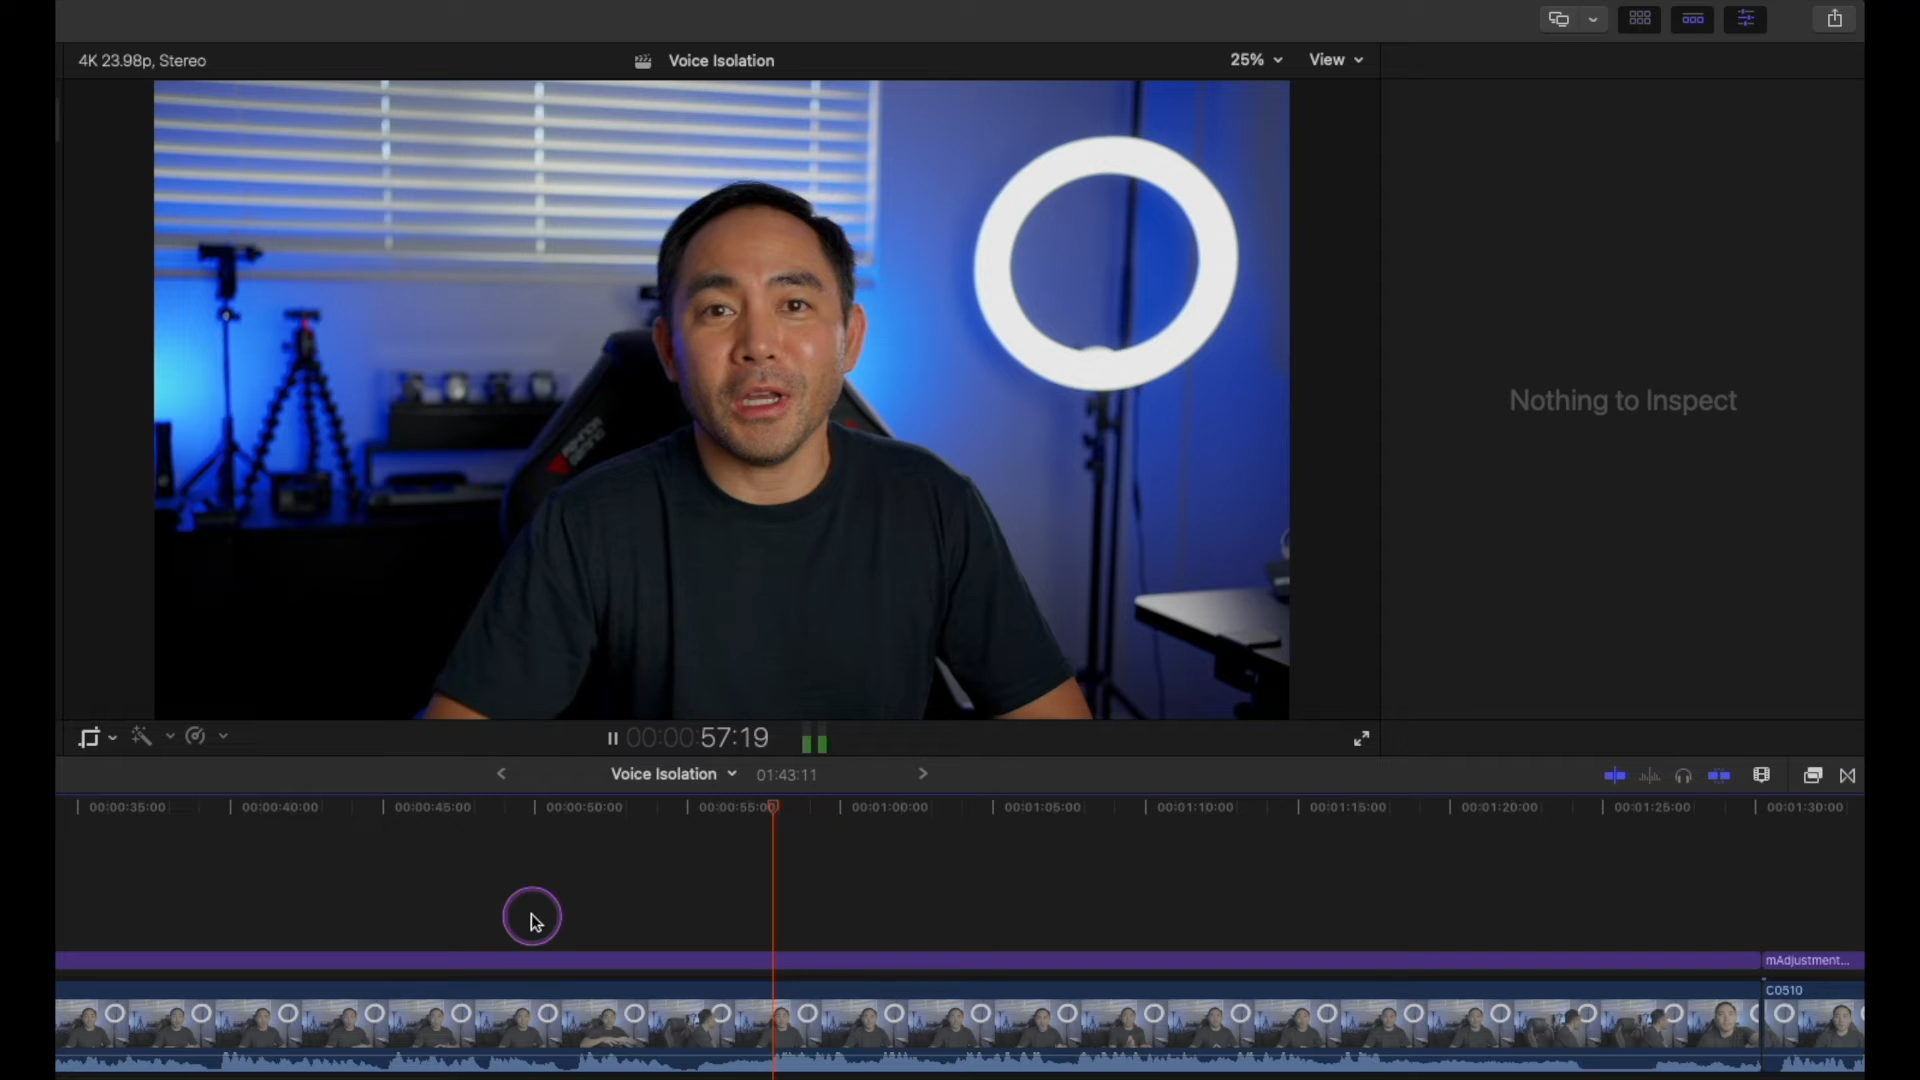 4K 23.98p, Stereo
Voice Isolation
25%
View
Nothing to Inspect
00:00:57:19
Voice Isolation
01:43:11
00:00:35:00
00:00:40:00
00:00:45:00
00:00:50:00
00:00:55:00
00:01:00:00
00:01:05:00
00:01:10:00
00:01:15:00
00:01:20:00
00:01:25:00
00:01:30:00
mAdjustment...
C0510